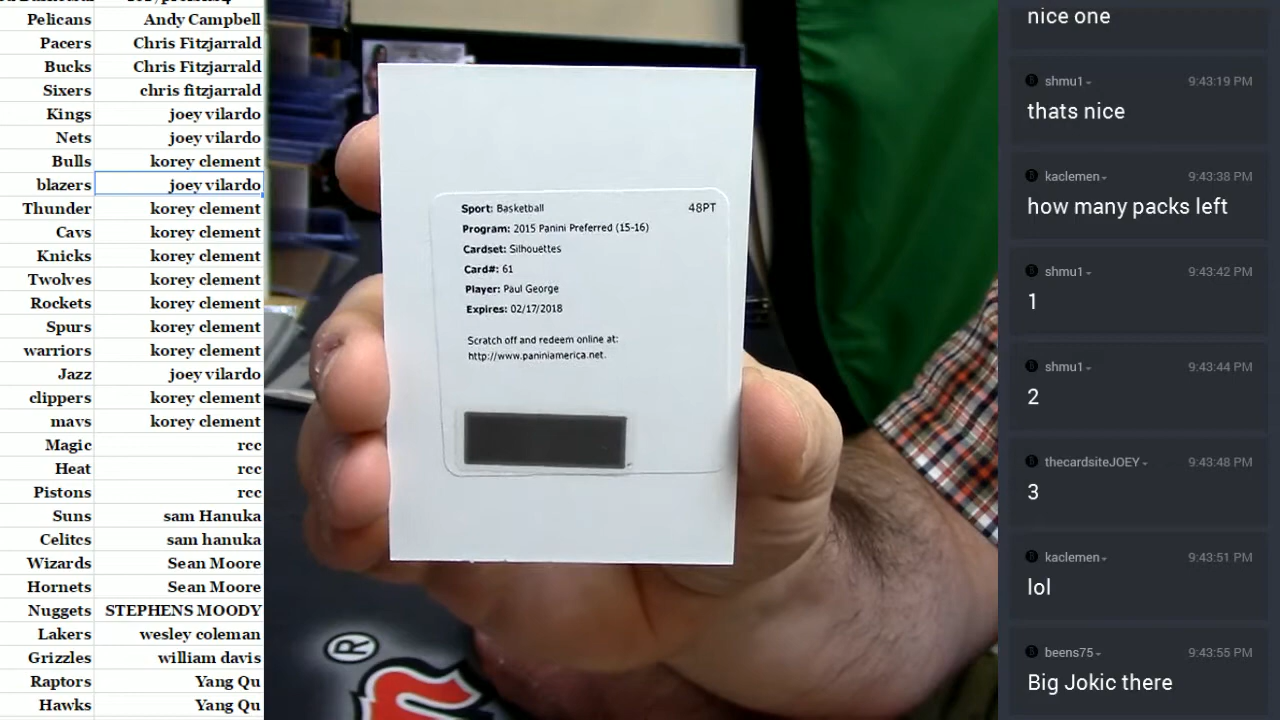 Pelicans Andy Campbell
Pacers Chris Fitzjarrald
Bucks Chris Fitzjarrald
Sixers chris fitzjarrald
Kings joey vilardo
Nets joey vilardo
Bulls korey clement
blazers joey vilardo
Thunder korey clement
Cavs korey clement
Knicks korey clement
Twolves korey clement
Rockets korey clement
Spurs korey clement
warriors korey clement
Jazz joey vilardo
clippers korey clement
mavs korey clement
Magic rcc
Heat rcc
Pistons rcc
Suns sam Hanuka
Celitcs sam hanuka
Wizards Sean Moore
Hornets Sean Moore
Nuggets STEPHENS MOODY
Lakers wesley coleman
Grizzles william davis
Raptors Yang Qu
Hawks Yang Qu
Sport: Basketball 48PT
Program: 2015 Panini Preferred (15-16)
Cardset: Silhouettes
Card#: 61
Player: Paul George
Expires: 02/17/2018
Scratch off and redeem online at:
http://www.paniniamerica.net.
®
nice one
shmu1 9:43:19 PM
thats nice
kaclemen 9:43:38 PM
how many packs left
shmu1 9:43:42 PM
1
shmu1 9:43:44 PM
2
thecardsiteJOEY 9:43:48 PM
3
kaclemen 9:43:51 PM
lol
beens75 9:43:55 PM
Big Jokic there